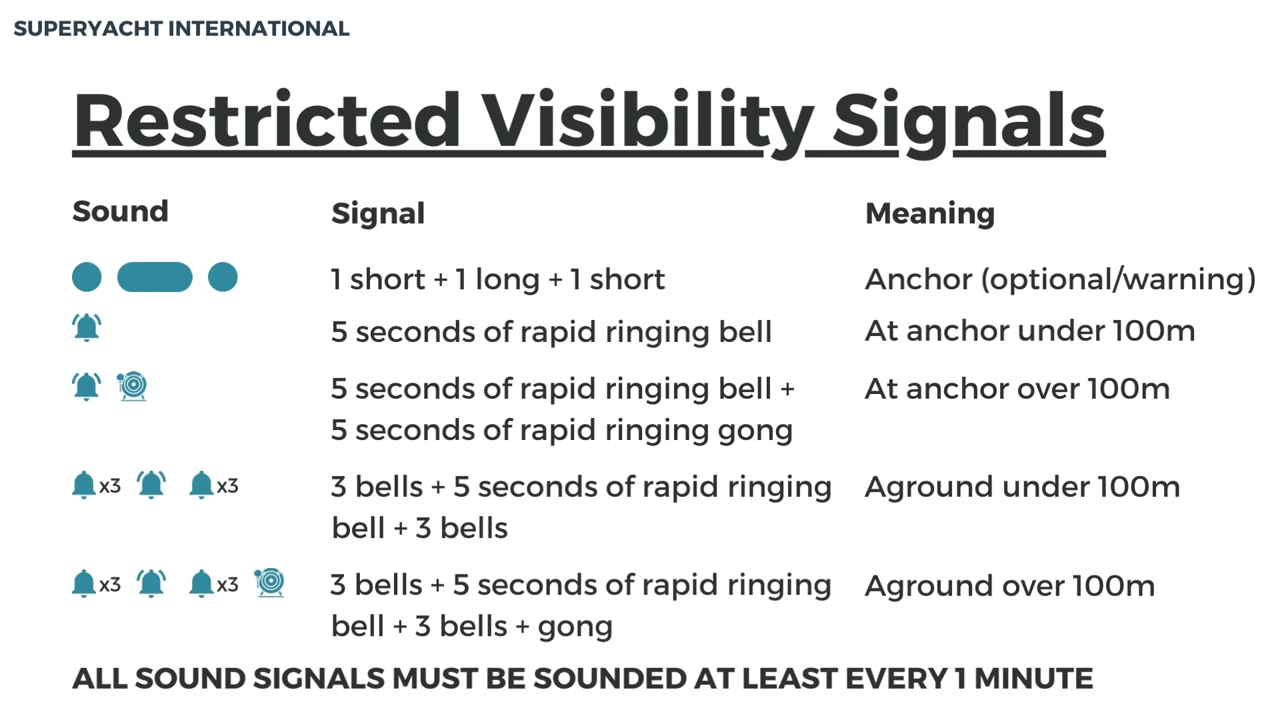 SUPERYACHT INTERNATIONAL
Restricted Visibility Signals
Sound Signal Meaning
1 short + 1 long + 1 short Anchor (optional/warning)
5 seconds of rapid ringing bell At anchor under 100m
5 seconds of rapid ringing bell + At anchor over 100m
5 seconds of rapid ringing gong
x3 x3 3 bells + 5 seconds of rapid ringing Aground under 100m
bell + 3 bells
x3 x3 3 bells + 5 seconds of rapid ringing Aground over 100m
bell + 3 bells + gong
ALL SOUND SIGNALS MUST BE SOUNDED AT LEAST EVERY 1 MINUTE